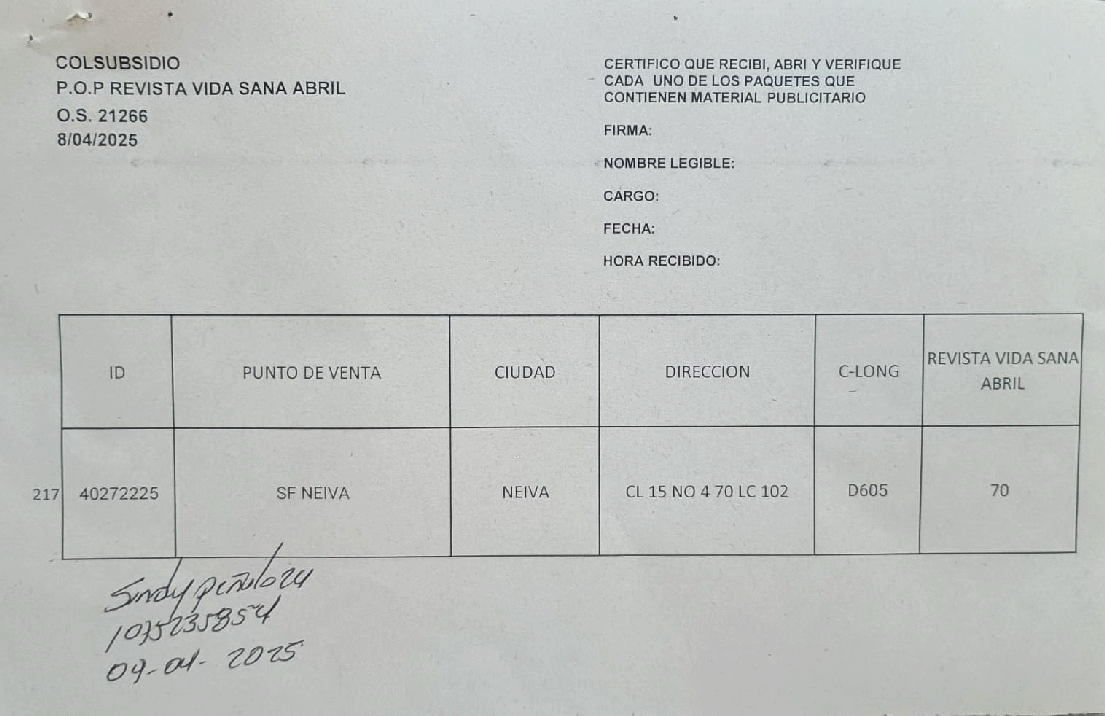 COLSUBSIDIO
P.O.P REVISTA VIDA SANA ABRIL
O.S. 21266
8/04/2025
CERTIFICO QUE RECIBI, ABRI Y VERIFIQUE
CADA UNO DE LOS PAQUETES QUE
CONTIENEN MATERIAL PUBLICITARIO
FIRMA:
NOMBRE LEGIBLE:
CARGO:
FECHA:
HORA RECIBIDO:
ID PUNTO DE VENTA CIUDAD DIRECCION C-LONG REVISTA VIDA SANA
ABRIL
217 40272225 SF NEIVA NEIVA CL 15 NO 4 70 LC 102 D605 70
Sindy Peñaloza
1075235854
09-04-2025